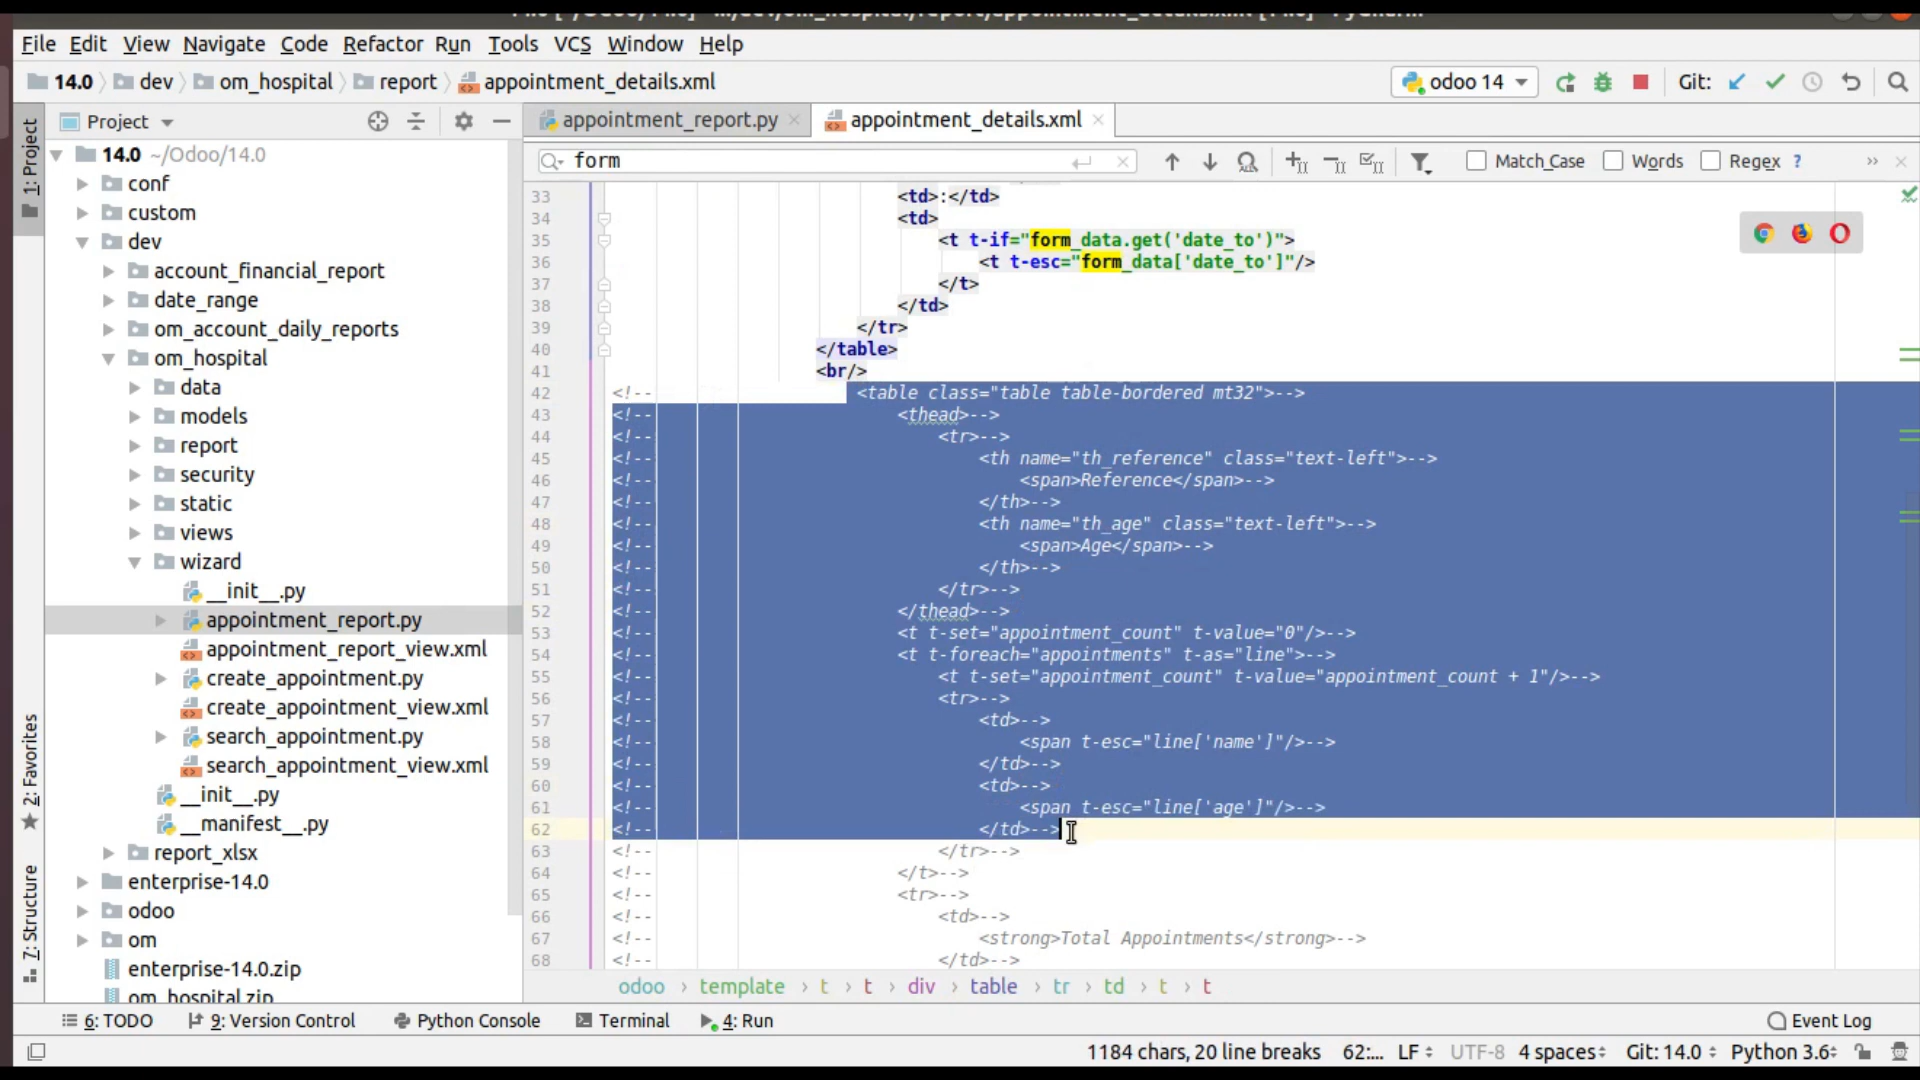 File Edit View Navigate Code Refactor Run Tools VCS Window Help
14.0 dev om_hospital report appointment_details.xml odoo 14 Git:
Project appointment_report.py appointment_details.xml
form Match Case Words Regex ?
1: Project
2: Favorites
7: Structure
14.0 ~/Odoo/14.0
conf
custom
dev
account_financial_report
date_range
om_account_daily_reports
om_hospital
data
models
report
security
static
views
wizard
__init__.py
appointment_report.py
appointment_report_view.xml
create_appointment.py
create_appointment_view.xml
search_appointment.py
search_appointment_view.xml
__init__.py
__manifest__.py
report_xlsx
enterprise-14.0
odoo
om
enterprise-14.0.zip
om_hospital.zip
33 <td>:</td>
34 <td>
35 <t t-if="form_data.get('date_to')">
36 <t t-esc="form_data['date_to']"/>
37 </t>
38 </td>
39 </tr>
40 </table>
41 <br/>
42 <!-- <table class="table table-bordered mt32">-->
43 <!-- <thead>-->
44 <!-- <tr>-->
45 <!-- <th name="th_reference" class="text-left">-->
46 <!-- <span>Reference</span>-->
47 <!-- </th>-->
48 <!-- <th name="th_age" class="text-left">-->
49 <!-- <span>Age</span>-->
50 <!-- </th>-->
51 <!-- </tr>-->
52 <!-- </thead>-->
53 <!-- <t t-set="appointment_count" t-value="0"/>-->
54 <!-- <t t-foreach="appointments" t-as="line">-->
55 <!-- <t t-set="appointment_count" t-value="appointment_count + 1"/>-->
56 <!-- <tr>-->
57 <!-- <td>-->
58 <!-- <span t-esc="line['name']"/>-->
59 <!-- </td>-->
60 <!-- <td>-->
61 <!-- <span t-esc="line['age']"/>-->
62 <!-- </td>-->
63 <!-- </tr>-->
64 <!-- </t>-->
65 <!-- <tr>-->
66 <!-- <td>-->
67 <!-- <strong>Total Appointments</strong>-->
68 <!-- </td>-->
odoo template t t div table tr td t t
6: TODO 9: Version Control Python Console Terminal 4: Run Event Log
1184 chars, 20 line breaks 62:... LF UTF-8 4 spaces Git: 14.0 Python 3.6